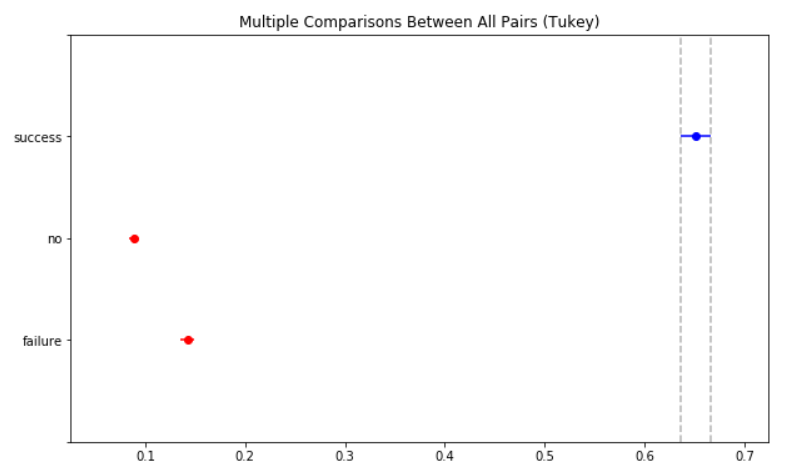 Multiple Comparisons Between All Pairs (Tukey)
success
no
failure
0.1 0.2 0.3 0.4 0.5 0.6 0.7